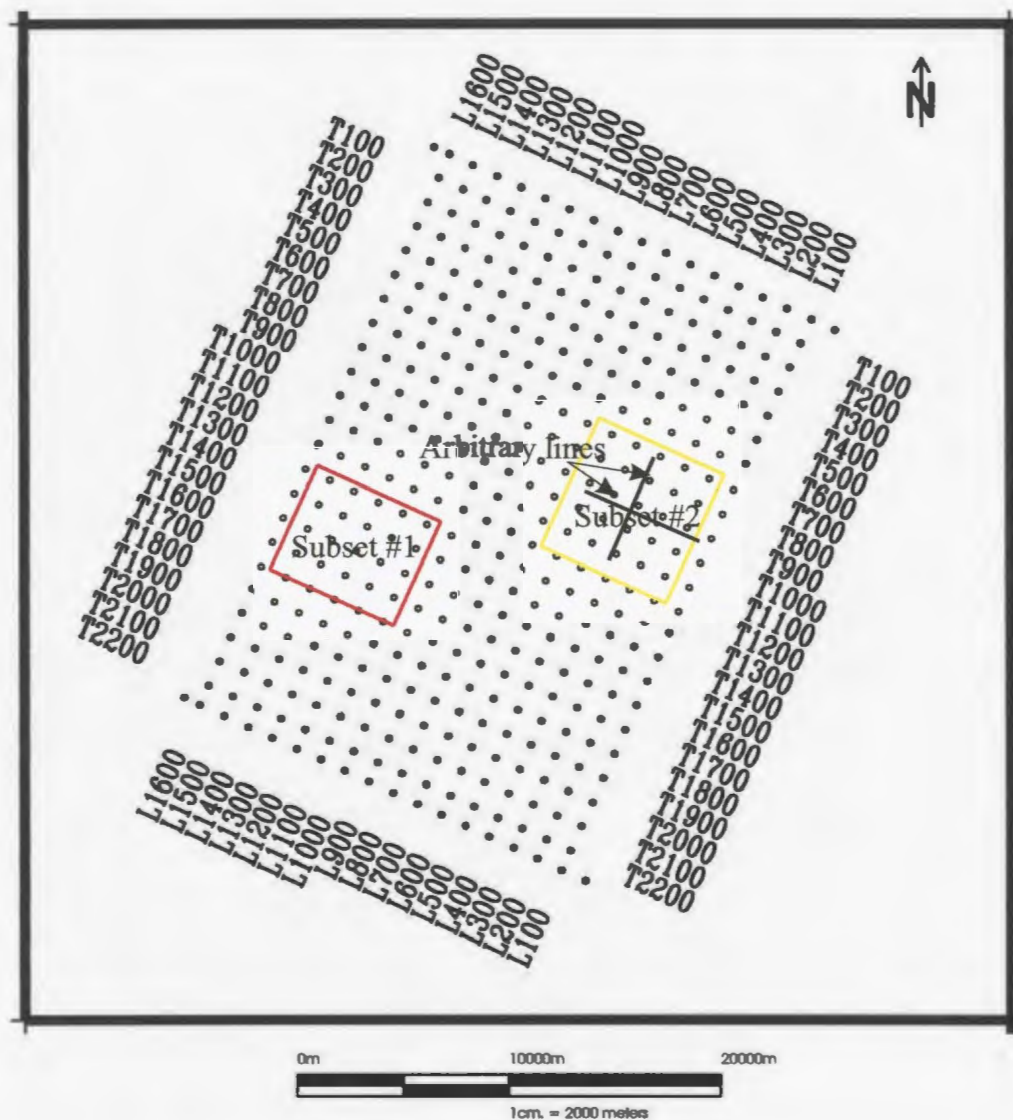 L1600
L1500
L1400
L1300
L1200
L1100
L1000
L900
L800
L700
L600
L500
L400
L300
L200
L100
N
T100
T200
T300
T400
T500
T600
T700
T800
T900
T1000
T1100
T1200
T1300
T1400
T1500
T1600
T1700
T1800
T1900
T2000
T2100
T2200
Arbitrary lines
Subset #2
Subset #1
T100
T200
T300
T400
T500
T600
T700
T800
T900
T1000
T1100
T1200
T1300
T1400
T1500
T1600
T1700
T1800
T1900
T2000
T2100
T2200
L1600
L1500
L1400
L1300
L1200
L1100
L1000
L900
L800
L700
L600
L500
L400
L300
L200
L100
0m 10000m 20000m
1cm. = 2000 meters